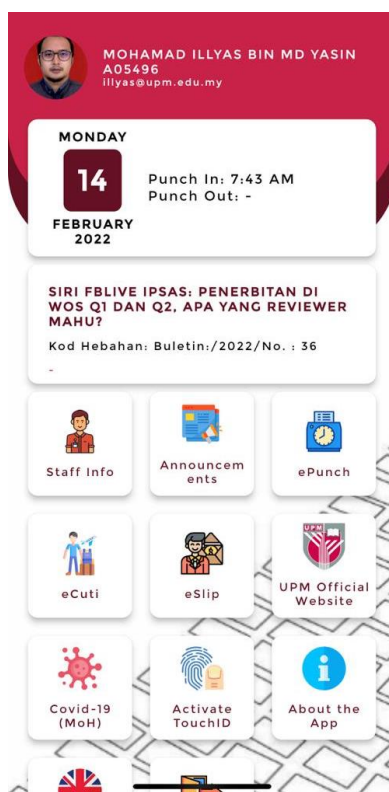 MOHAMAD ILLYAS BIN MD YASIN
A05496
illyas@upm.edu.my
MONDAY
14
FEBRUARY
2022
Punch In: 7:43 AM
Punch Out: -
SIRI FBLIVE IPSAS: PENERBITAN DI
WOS Q1 DAN Q2, APA YANG REVIEWER
MAHU?
Kod Hebahan: Buletin:/2022/No. : 36
-
Staff Info
Announcem
ents
ePunch
eCuti
eSlip
UPM
UPM Official
Website
Covid-19
(MoH)
Activate
TouchID
i
About the
App